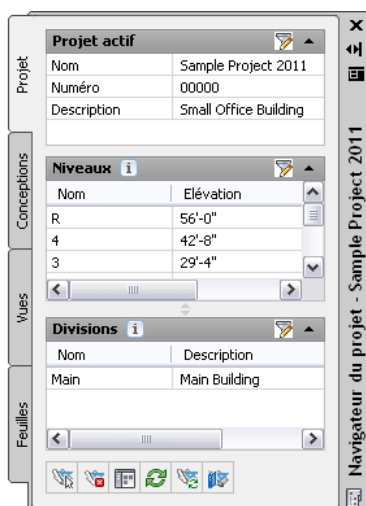 Projet actif
Nom Sample Project 2011
Numéro 00000
Description Small Office Building
Niveaux i
Nom Elévation
R 56'-0"
4 42'-8"
3 29'-4"
Divisions i
Nom Description
Main Main Building
Projet
Conceptions
Vues
Feuilles
Navigateur du projet - Sample Project 2011